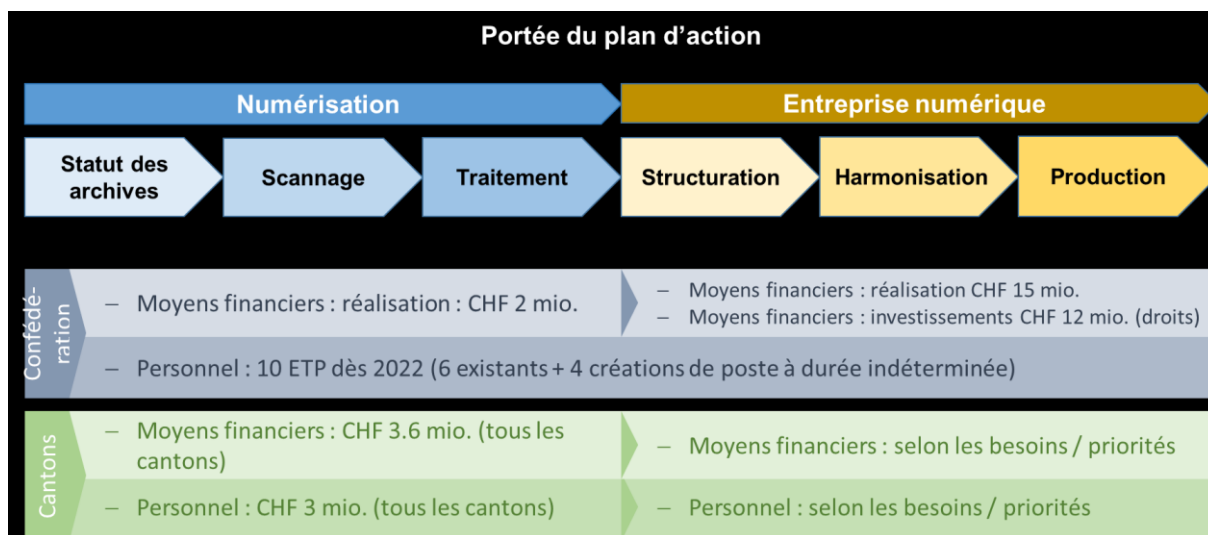 Portée du plan d’action
Numérisation
Entreprise numérique
Statut des
archives
Scannage
Traitement
Structuration
Harmonisation
Production
Confédé-
ration
– Moyens financiers : réalisation : CHF 2 mio.
– Moyens financiers : réalisation CHF 15 mio.
– Moyens financiers : investissements CHF 12 mio. (droits)
– Personnel : 10 ETP dès 2022 (6 existants + 4 créations de poste à durée indéterminée)
Cantons
– Moyens financiers : CHF 3.6 mio. (tous les
cantons)
– Moyens financiers : selon les besoins / priorités
– Personnel : CHF 3 mio. (tous les cantons)
– Personnel : selon les besoins / priorités